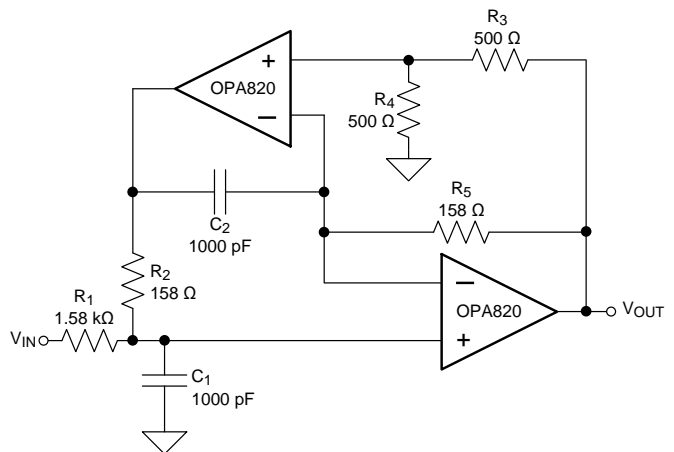 R3
500 Ω
+
OPA820
−
R4
500 Ω
R5
158 Ω
C2
1000 pF
R2
158 Ω
R1
1.58 kΩ
−
OPA820
+
VOUT
VIN
C1
1000 pF